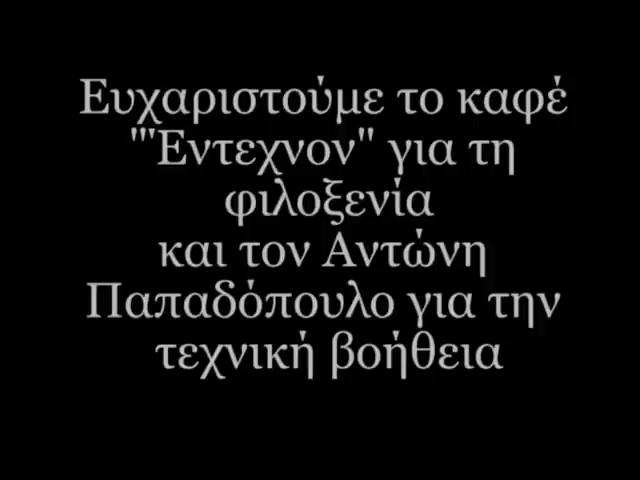 Ευχαριστούμε το καφέ
"'Εντεχνον" για τη
φιλοξενία
και τον Αντώνη
Παπαδόπουλο για την
τεχνική βοήθεια